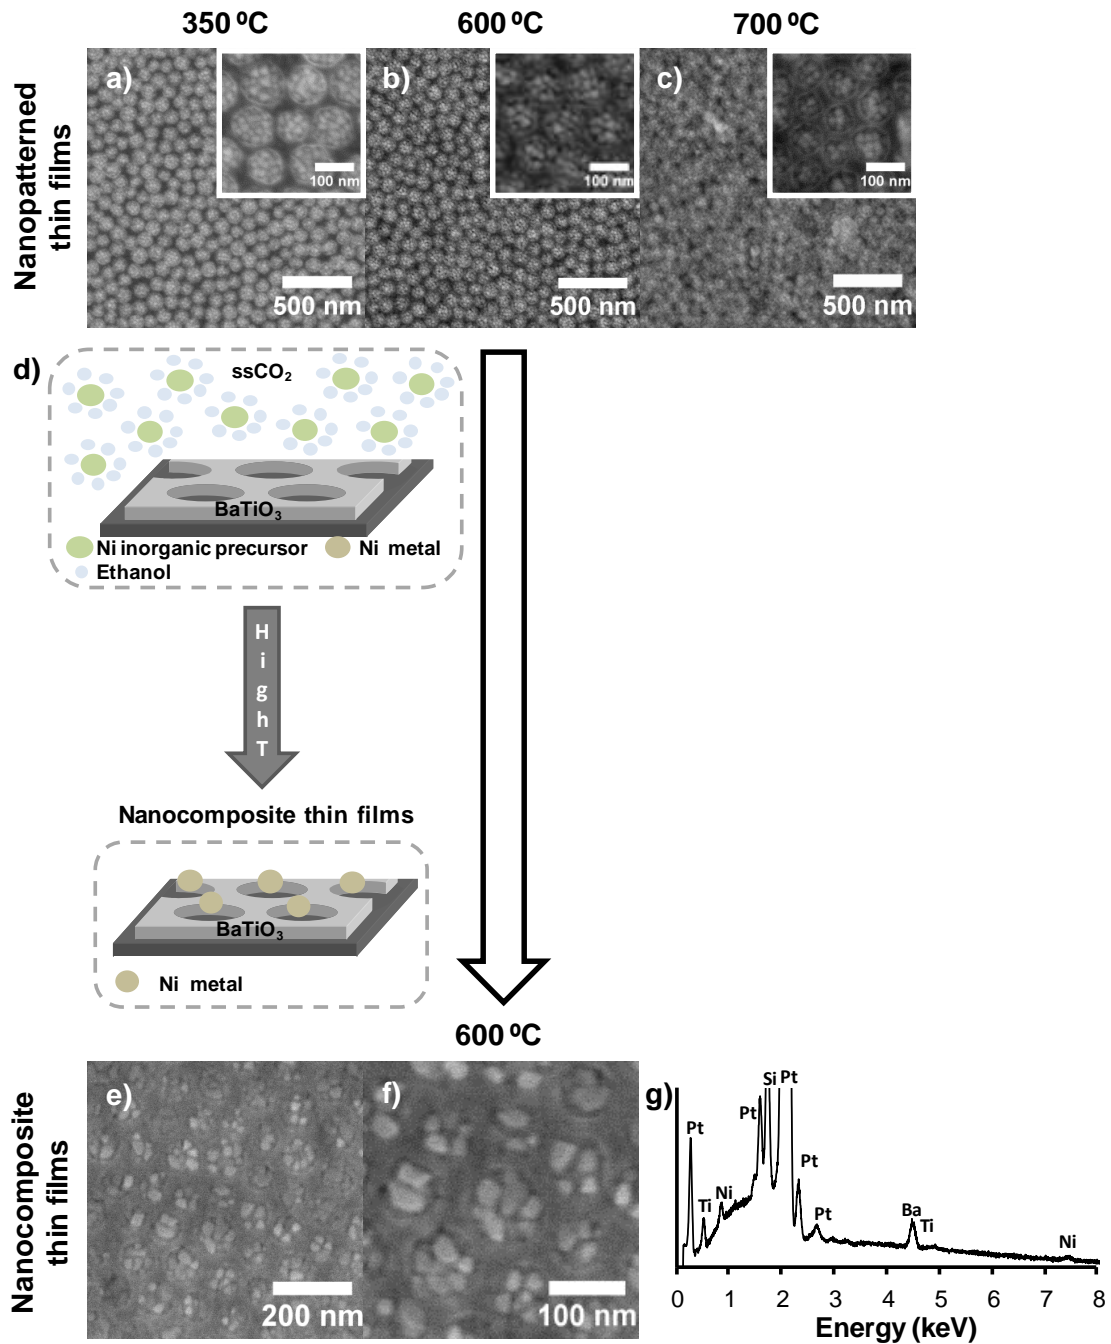 350 ºC
600 ºC
700 ºC
Nanopatterned
thin films
a)
100 nm
500 nm
b)
100 nm
500 nm
c)
100 nm
500 nm
d)
ssCO₂
BaTiO₃
Ni inorganic precursor
Ni metal
Ethanol
High T
Nanocomposite thin films
BaTiO₃
Ni metal
600 ºC
Nanocomposite
thin films
e)
200 nm
f)
100 nm
g)
Pt
Ti
Ni
Pt
Si
Pt
Pt
Pt
Ba
Ti
Ni
0 1 2 3 4 5 6 7 8
Energy (keV)